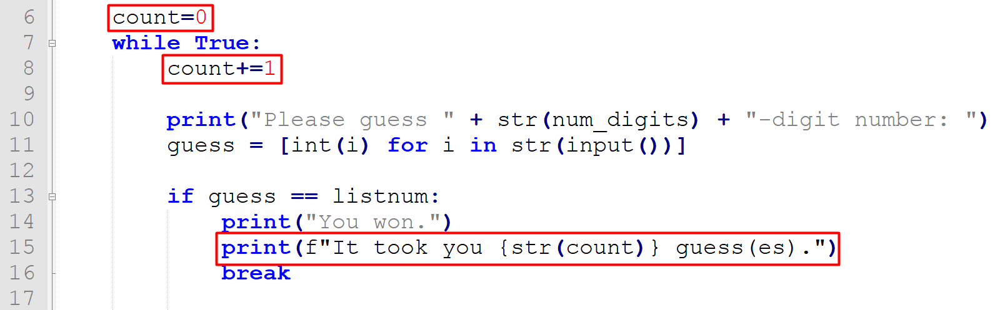 6 count=0
7 while True:
8 count+=1
9
10 print("Please guess " + str(num_digits) + "-digit number: ")
11 guess = [int(i) for i in str(input())]
12
13 if guess == listnum:
14 print("You won.")
15 print(f"It took you {str(count)} guess(es).")
16 break
17